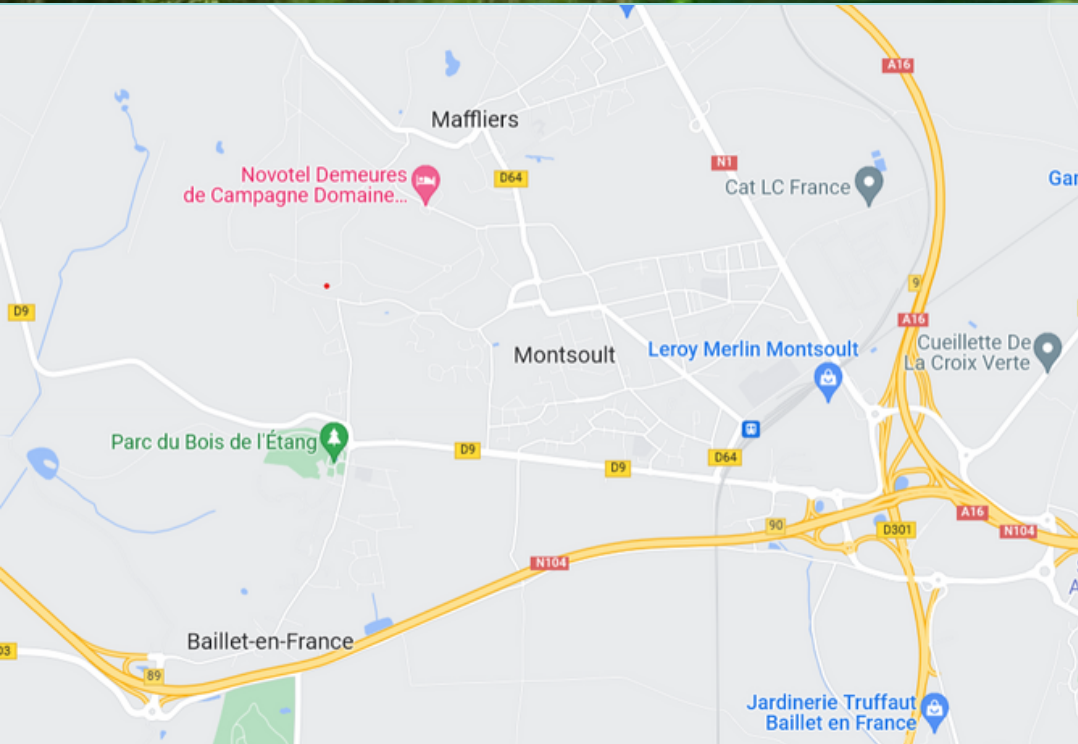 A16
Maffliers
N1
Novotel Demeures
de Campagne Domaine...
D64
Cat LC France
Gar
9
D9
A16
Montsoult
Leroy Merlin Montsoult
Cueillette De
La Croix Verte
Parc du Bois de l'Étang
D9
D9
D64
90
D301
A16
N104
N104
A
Baillet-en-France
03
89
Jardinerie Truffaut
Baillet en France